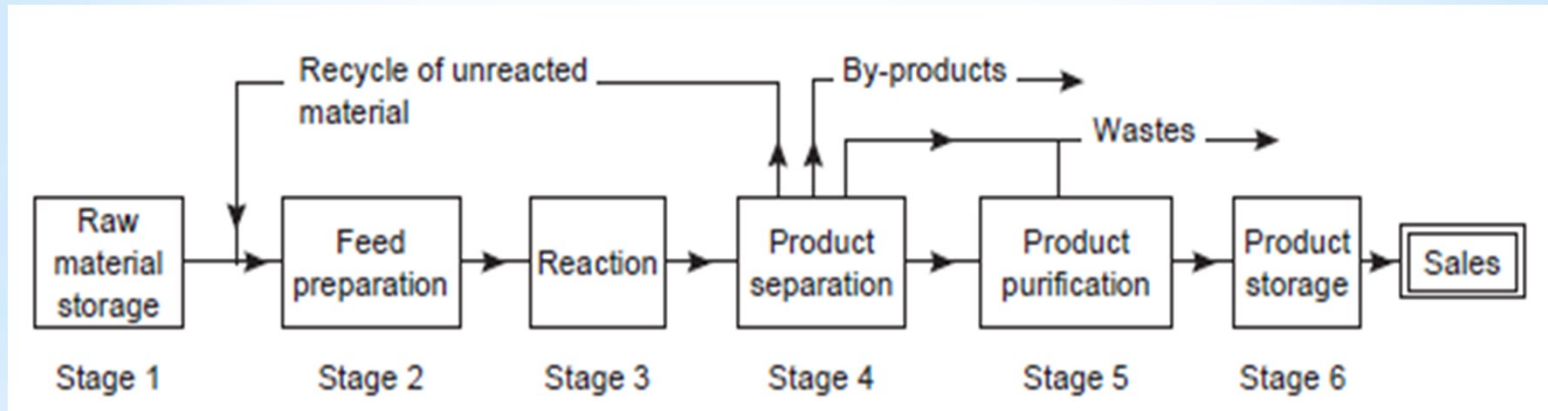 Recycle of unreacted
material
By-products
Wastes
Raw
material
storage
Feed
preparation
Reaction
Product
separation
Product
purification
Product
storage
Sales
Stage 1
Stage 2
Stage 3
Stage 4
Stage 5
Stage 6